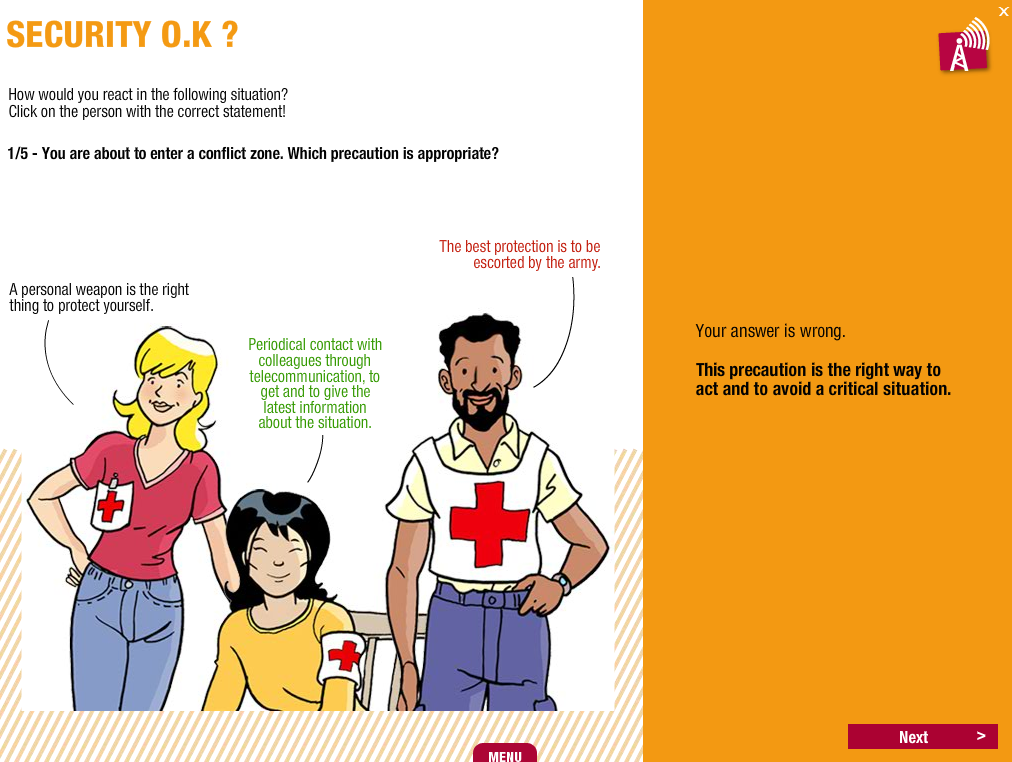 SECURITY O.K ?
How would you react in the following situation?
Click on the person with the correct statement!
1/5 - You are about to enter a conflict zone. Which precaution is appropriate?
A personal weapon is the right
thing to protect yourself.
Periodical contact with
colleagues through
telecommunication, to
get and to give the
latest information
about the situation.
The best protection is to be
escorted by the army.
X
Your answer is wrong.
This precaution is the right way to
act and to avoid a critical situation.
Next >
MENU